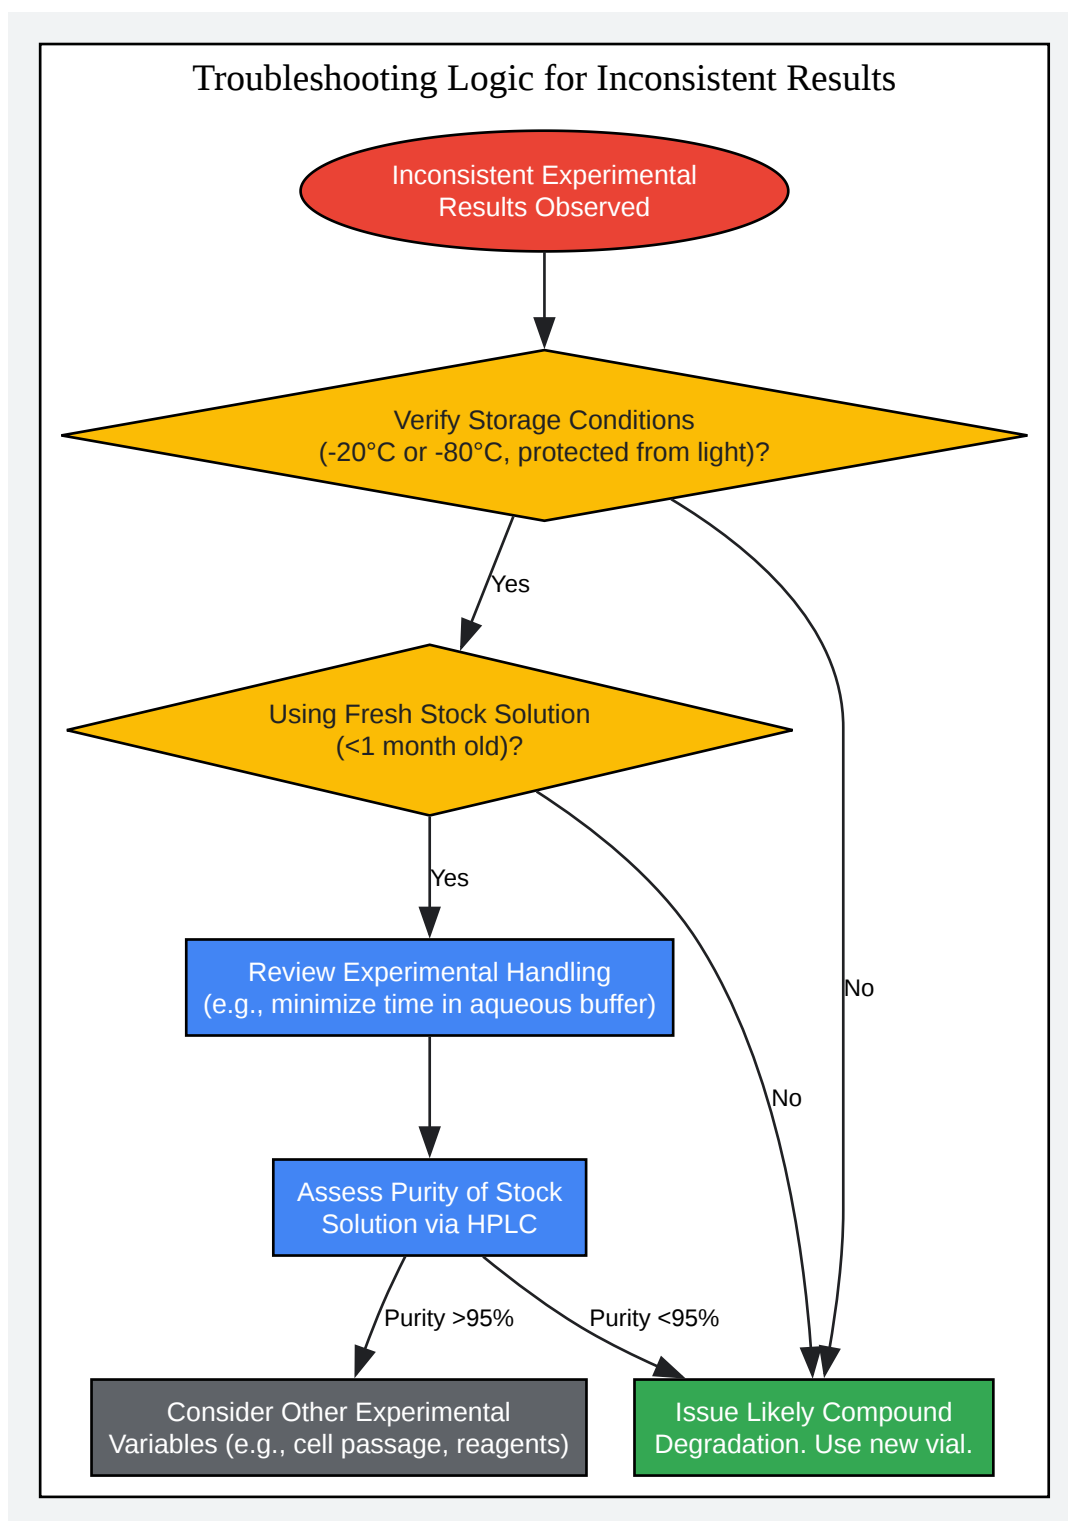 Troubleshooting Logic for Inconsistent Results
Inconsistent Experimental
Results Observed
Verify Storage Conditions
(-20°C or -80°C, protected from light)?
Yes
Using Fresh Stock Solution
(<1 month old)?
Yes
Review Experimental Handling
(e.g., minimize time in aqueous buffer)
No
No
Assess Purity of Stock
Solution via HPLC
Purity >95%
Purity <95%
Consider Other Experimental
Variables (e.g., cell passage, reagents)
Issue Likely Compound
Degradation. Use new vial.